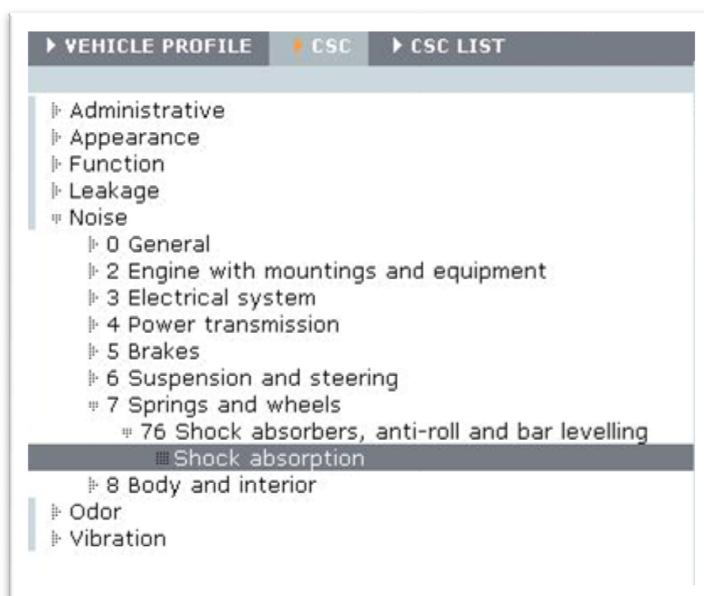 VEHICLE PROFILE CSC CSC LIST
Administrative
Appearance
Function
Leakage
Noise
0 General
2 Engine with mountings and equipment
3 Electrical system
4 Power transmission
5 Brakes
6 Suspension and steering
7 Springs and wheels
76 Shock absorbers, anti-roll and bar levelling
Shock absorption
8 Body and interior
Odor
Vibration